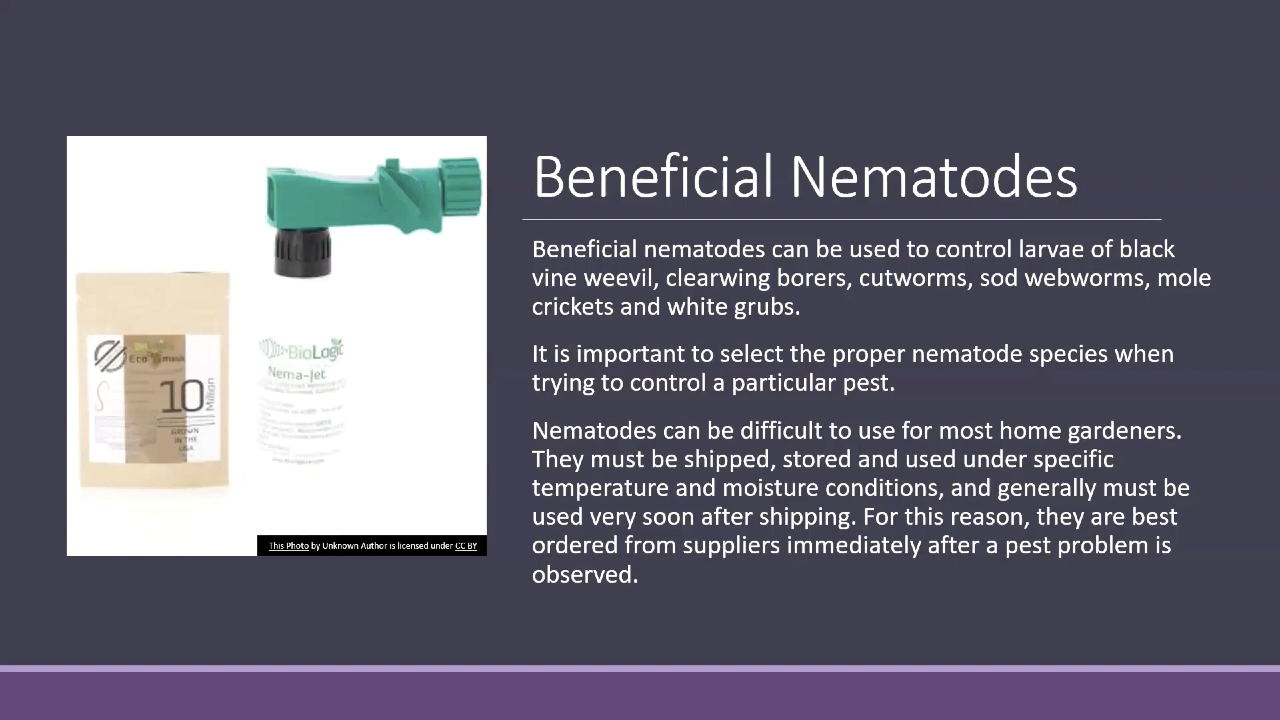 Beneficial Nematodes
Beneficial nematodes can be used to control larvae of black
vine weevil, clearwing borers, cutworms, sod webworms, mole
crickets and white grubs.
It is important to select the proper nematode species when
trying to control a particular pest.
Nematodes can be difficult to use for most home gardeners.
They must be shipped, stored and used under specific
temperature and moisture conditions, and generally must be
used very soon after shipping. For this reason, they are best
ordered from suppliers immediately after a pest problem is
observed.
BioLogic
Nema-Jet
10
Million
GROWN
IN THE
USA
This Photo by Unknown Author is licensed under CC BY